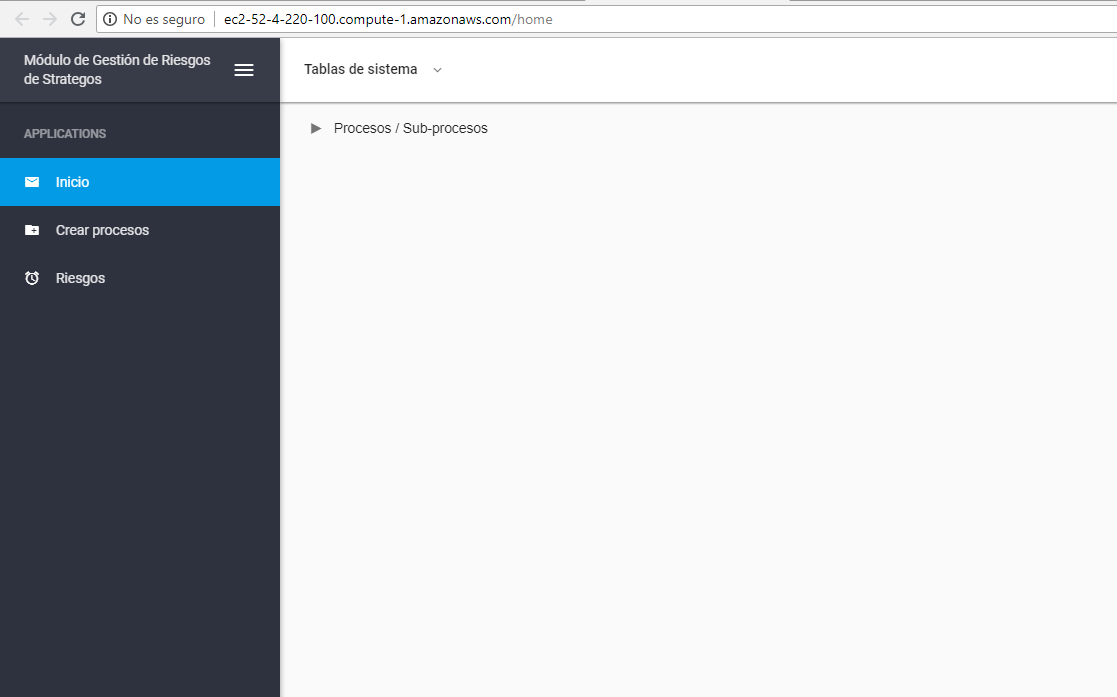 No es seguro | ec2-52-4-220-100.compute-1.amazonaws.com/home
Módulo de Gestión de Riesgos
de Strategos
Tablas de sistema
APPLICATIONS
Procesos / Sub-procesos
Inicio
Crear procesos
Riesgos